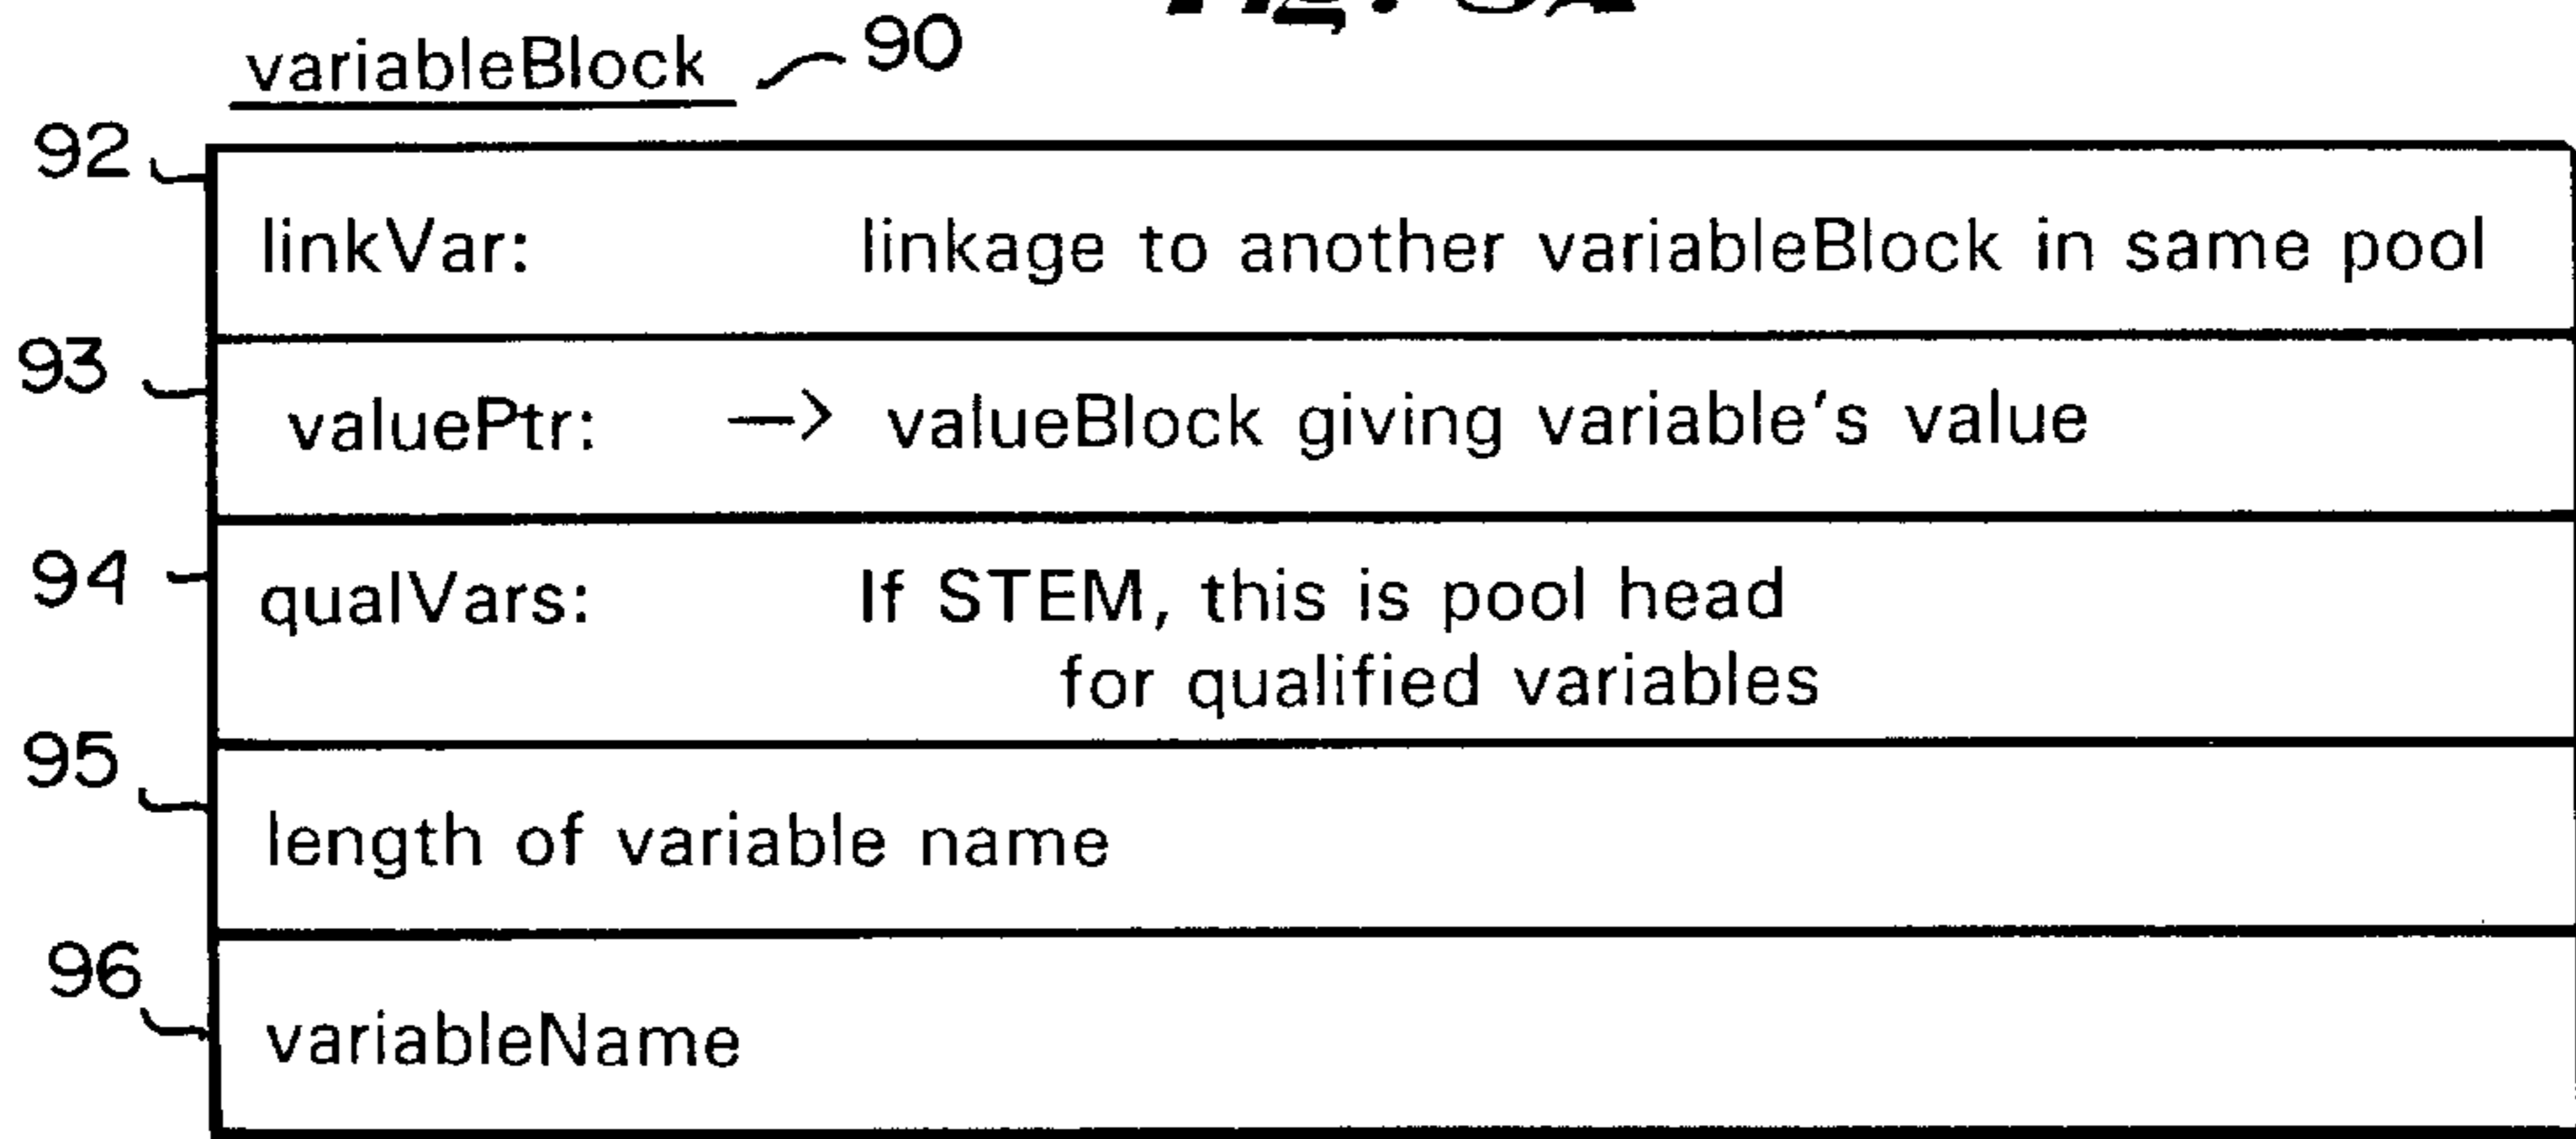 variableBlock 90
92
linkVar: linkage to another variableBlock in same pool
93
valuePtr: —> valueBlock giving variable's value
94
qualVars: If STEM, this is pool head
for qualified variables
95
length of variable name
96
variableName